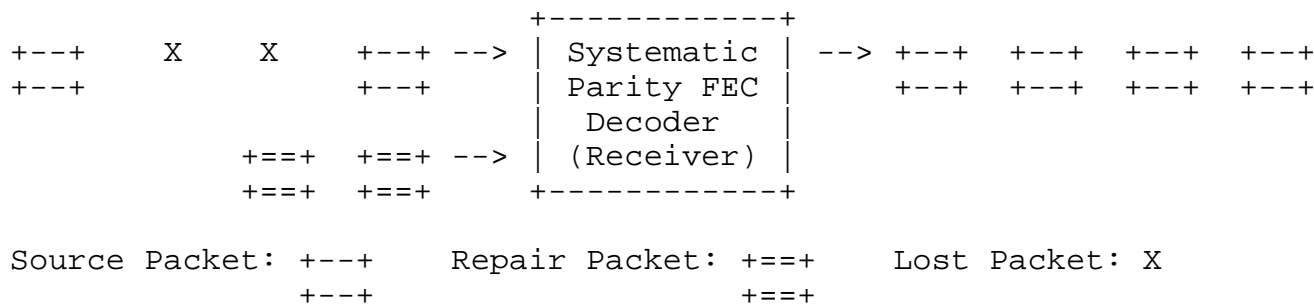 +------------+
+--+    X    X    +--+ -->  | Systematic | --> +--+  +--+  +--+  +--+
+--+              +--+      | Parity FEC |     +--+  +--+  +--+  +--+
                            |  Decoder   |
            +==+  +==+ -->  | (Receiver) |
            +==+  +==+      +------------+
Source Packet: +--+    Repair Packet: +==+    Lost Packet: X
               +--+                   +==+